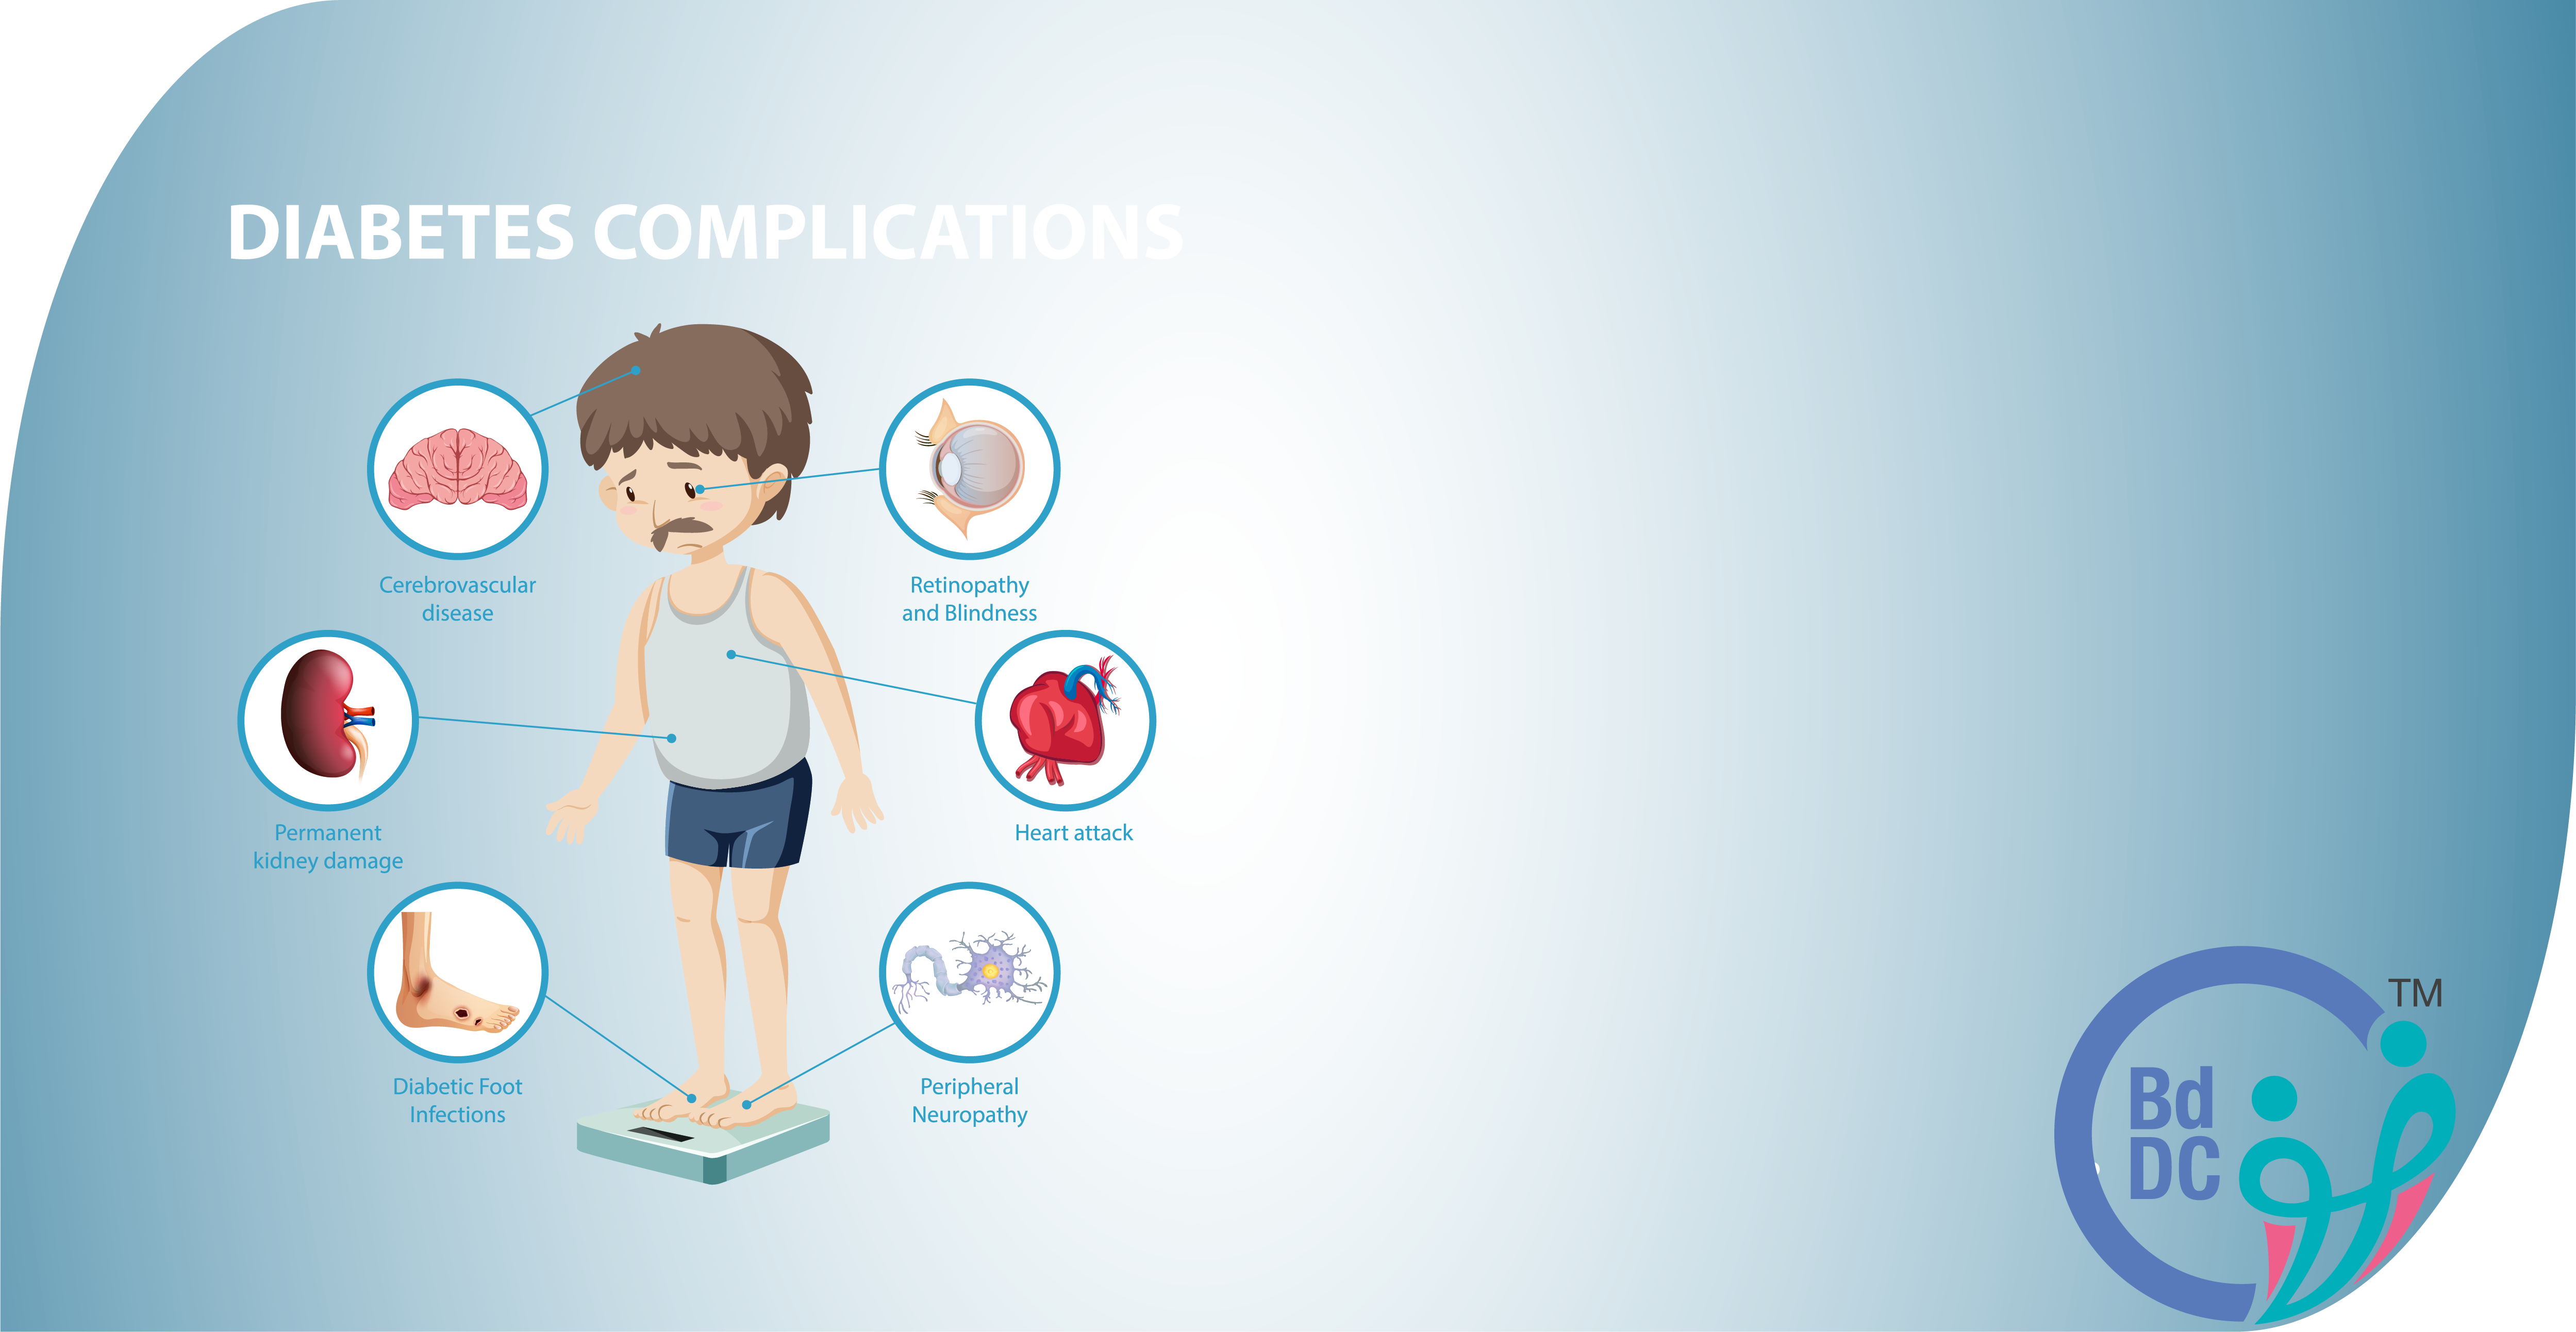 DIABETES COMPLICATIONS
Cerebrovascular
disease
Retinopathy
and Blindness
Permanent
kidney damage
Heart attack
Diabetic Foot
Infections
Peripheral
Neuropathy
TM
Bd
DC